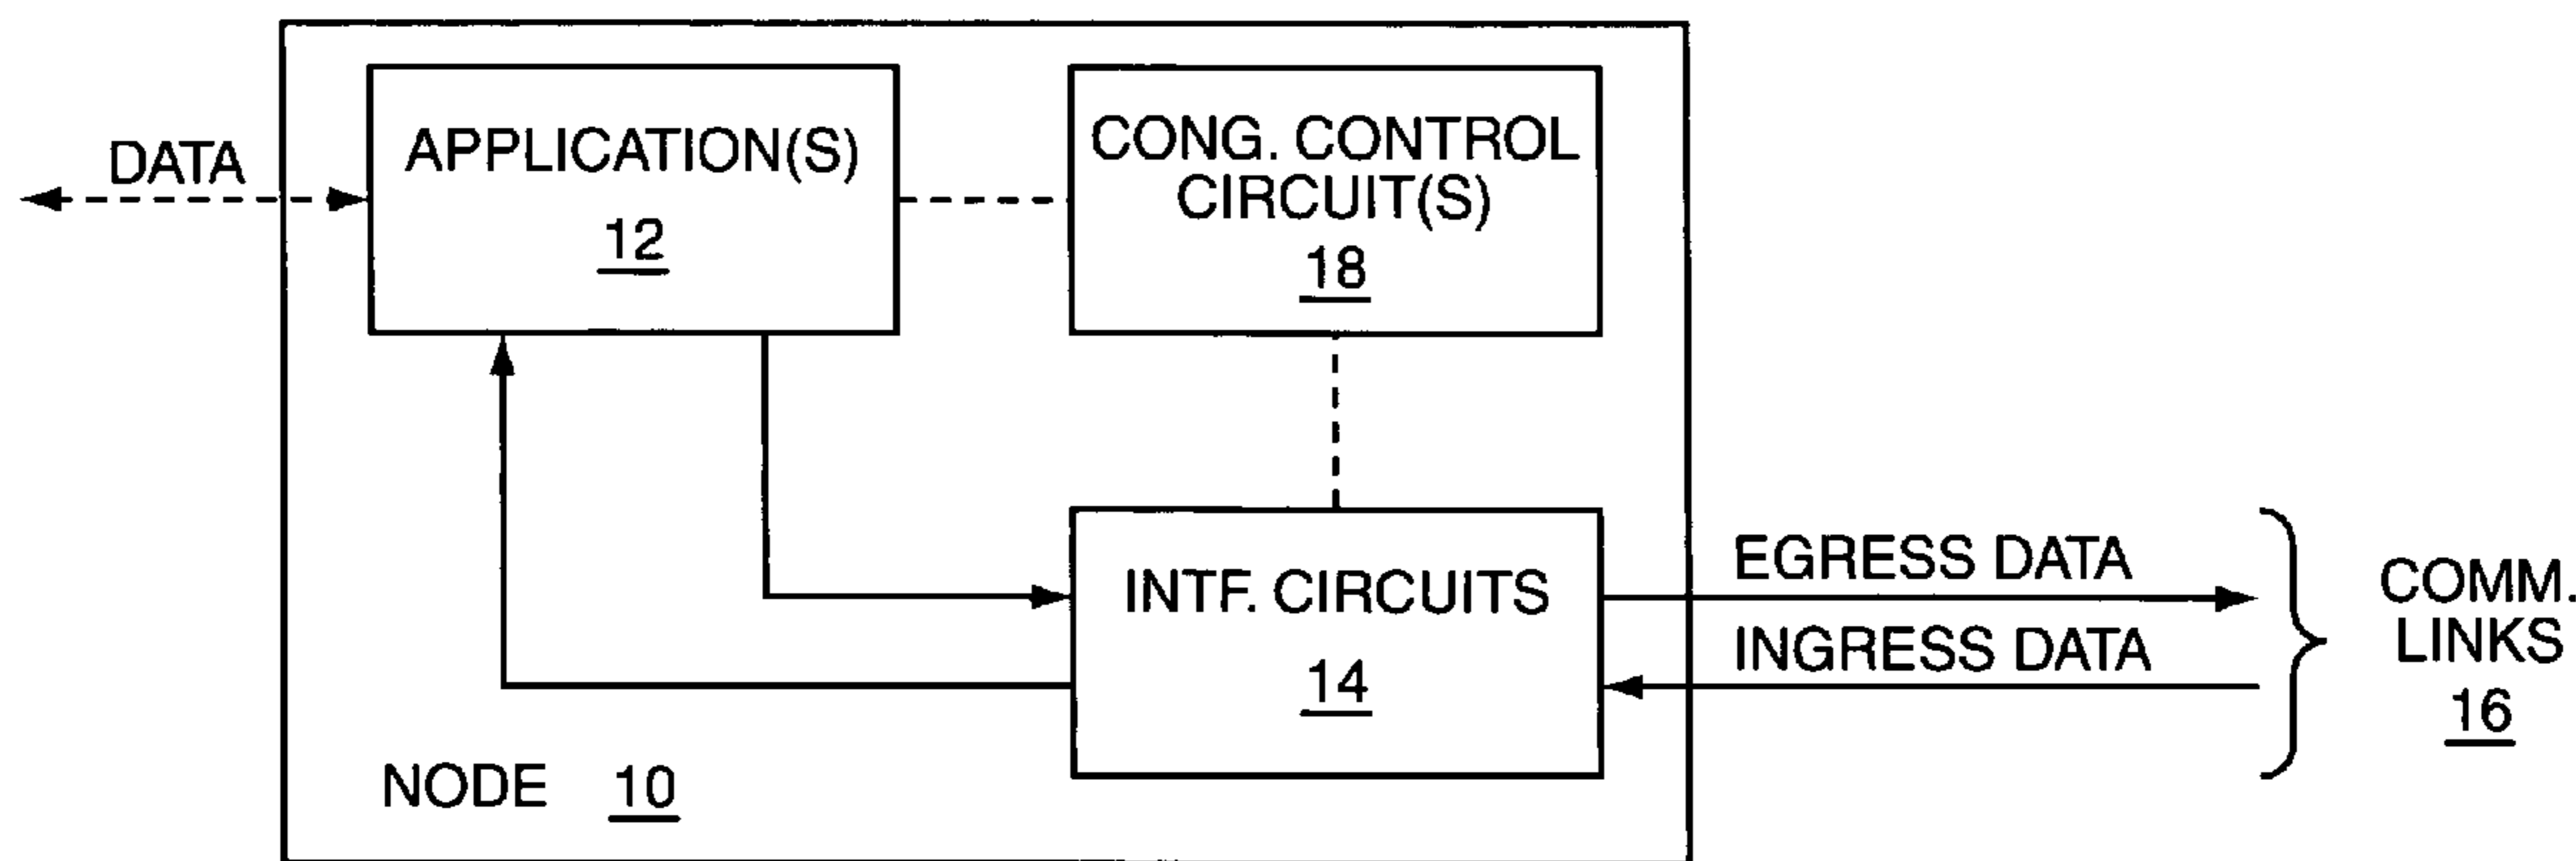 DATA
APPLICATION(S)
12
CONG. CONTROL
CIRCUIT(S)
18
INTF. CIRCUITS
14
EGRESS DATA
INGRESS DATA
COMM.
LINKS
16
NODE 10